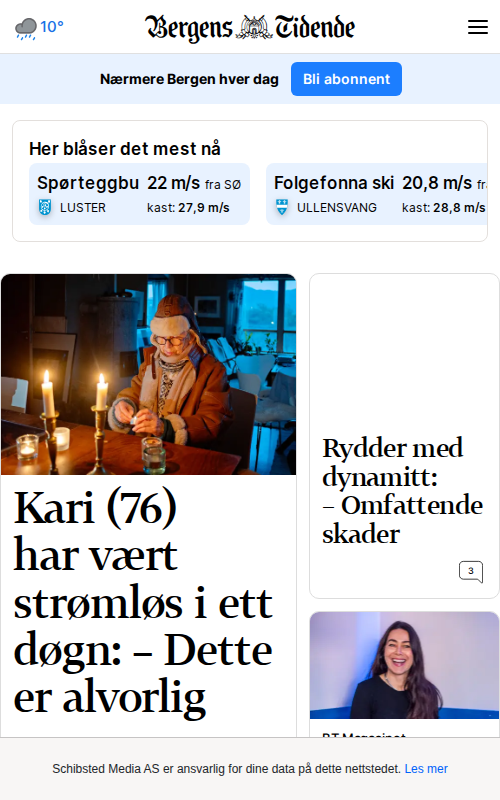 10°
Bergens Tidende
Nærmere Bergen hver dag
Bli abonnent
Her blåser det mest nå
Spørteggbu
22 m/s fra SØ
LUSTER
kast: 27,9 m/s
Folgefonna ski
20,8 m/s
ULLENSVANG
kast: 28,8 m/s
Kari (76)
har vært
strømløs i ett
døgn: – Dette
er alvorlig
Rydder med
dynamitt:
– Omfattende
skader
3
BT Magasinet
Schibsted Media AS er ansvarlig for dine data på dette nettstedet. Les mer